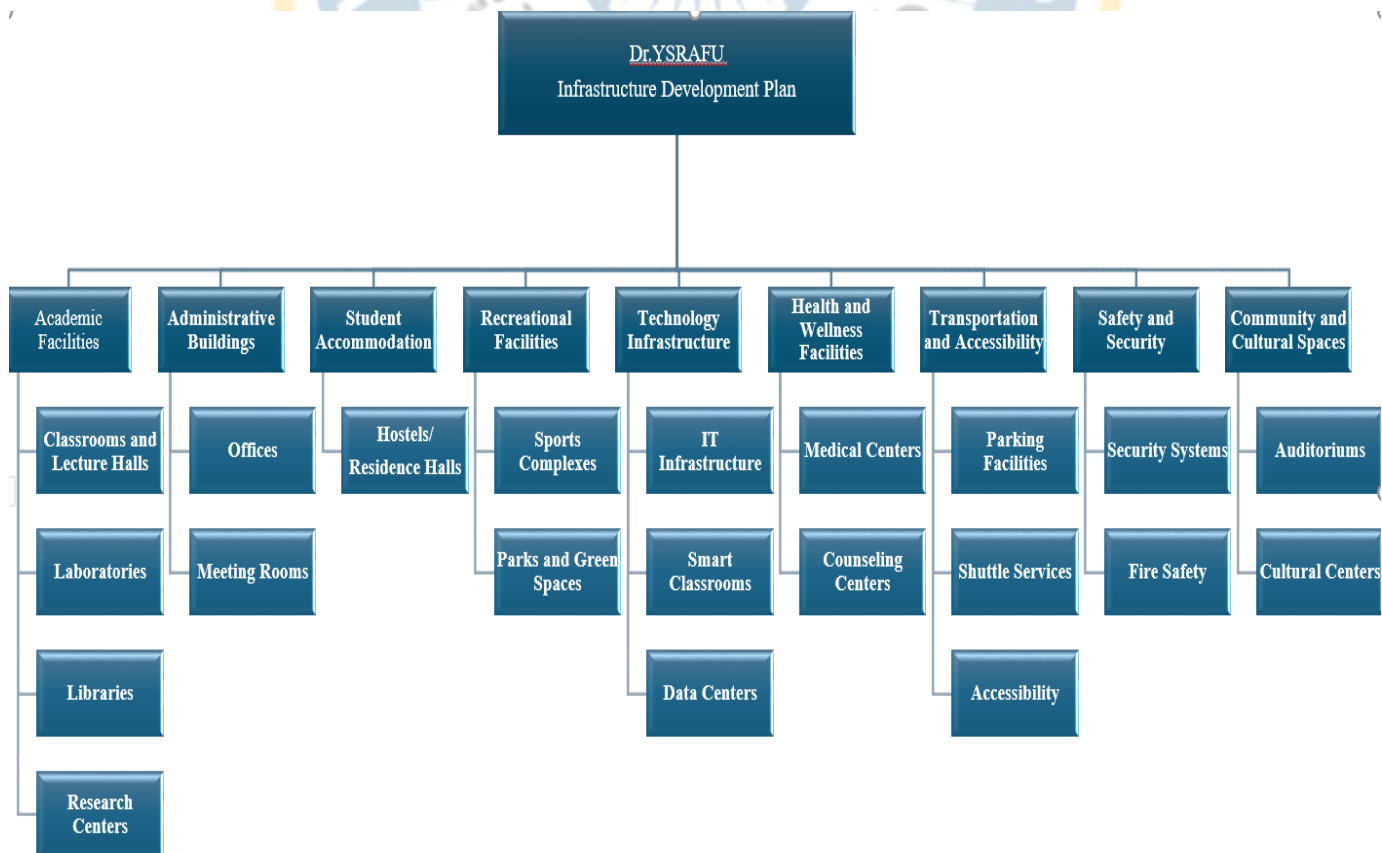 Dr.YSRAFU
Infrastructure Development Plan
Academic
Facilities
Administrative
Buildings
Student
Accommodation
Recreational
Facilities
Technology
Infrastructure
Health and
Wellness
Facilities
Transportation
and Accessibility
Safety and
Security
Community and
Cultural Spaces
Classrooms and
Lecture Halls
Offices
Hostels/
Residence Halls
Sports
Complexes
IT
Infrastructure
Medical Centers
Parking
Facilities
Security Systems
Auditoriums
Laboratories
Meeting Rooms
Parks and Green
Spaces
Smart
Classrooms
Counseling
Centers
Shuttle Services
Fire Safety
Cultural Centers
Libraries
Data Centers
Accessibility
Research
Centers